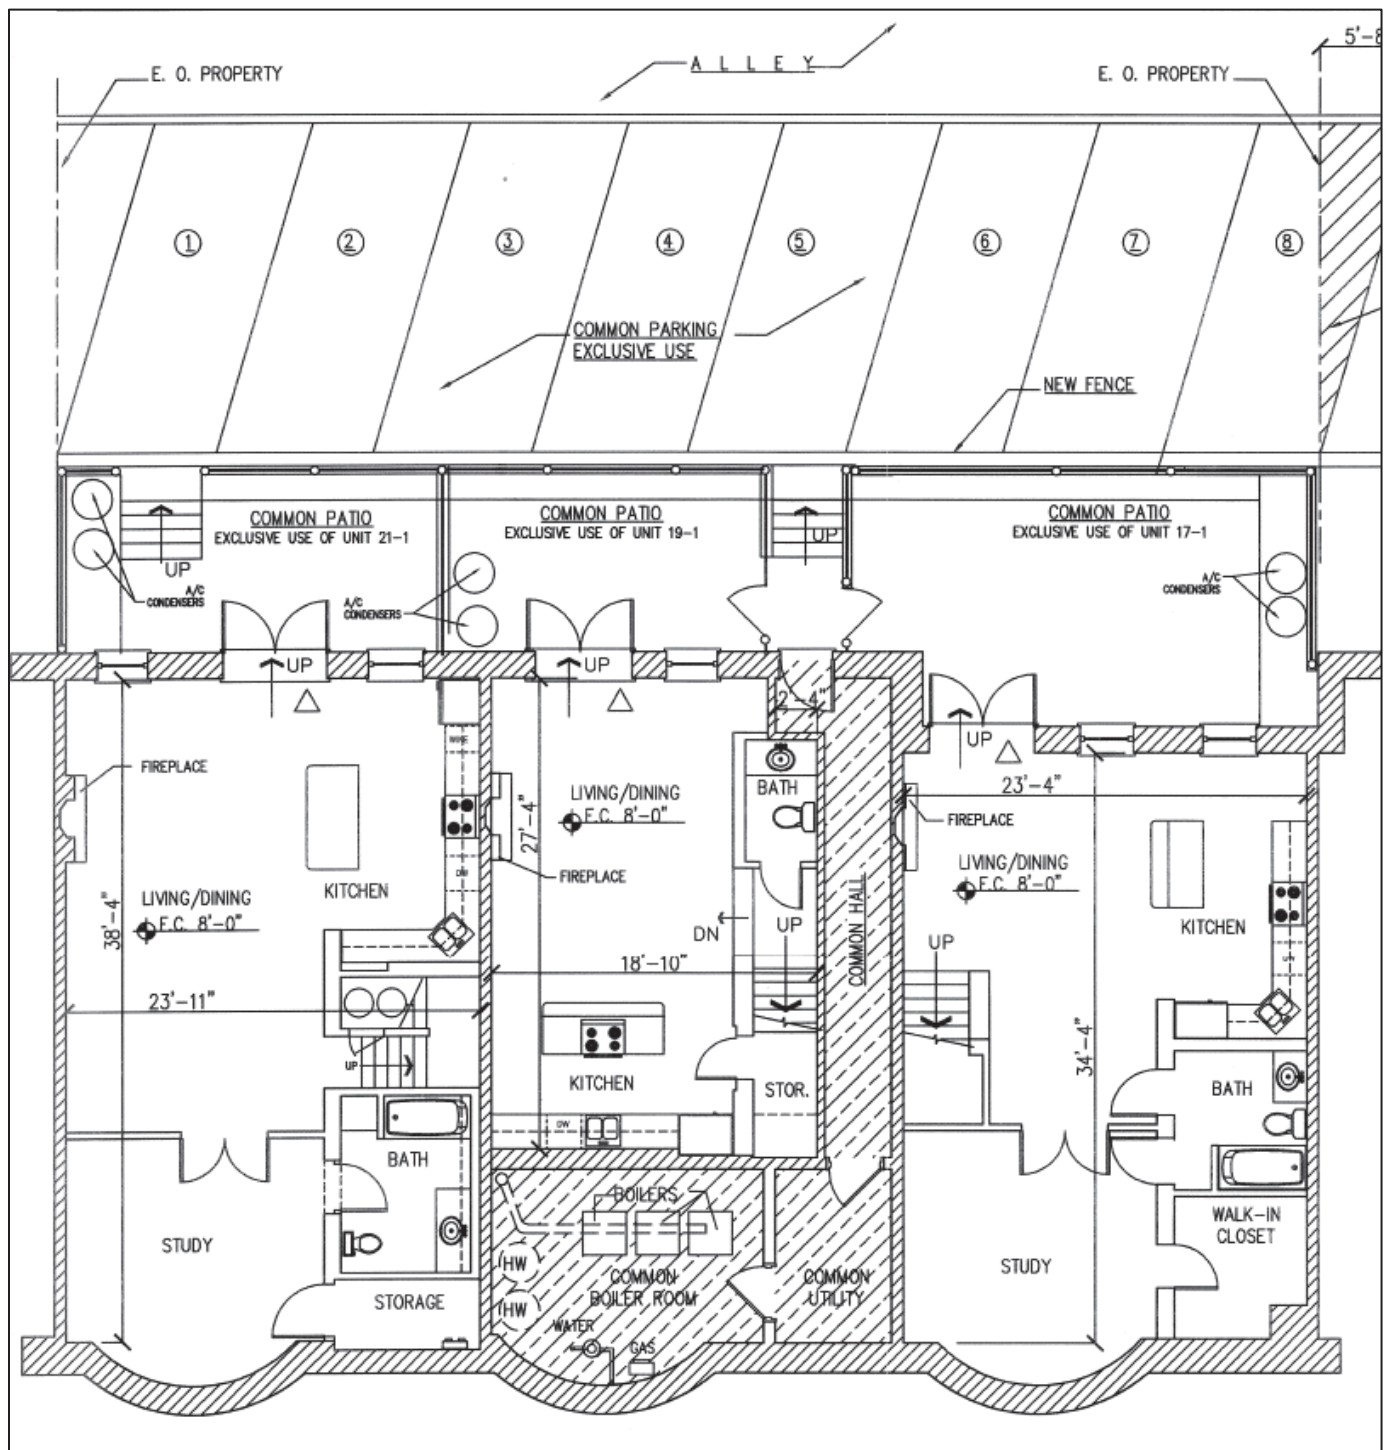 5'-8
A L L E Y
E. O. PROPERTY
E. O. PROPERTY
1
2
3
4
5
6
7
8
COMMON PARKING
EXCLUSIVE USE
NEW FENCE
COMMON PATIO
EXCLUSIVE USE OF UNIT 21-1
COMMON PATIO
EXCLUSIVE USE OF UNIT 19-1
COMMON PATIO
EXCLUSIVE USE OF UNIT 17-1
UP
UP
A/C
CONDENSERS
A/C
CONDENSERS
A/C
CONDENSERS
UP
UP
UP
2'-4"
FIREPLACE
WINE
DW
LIVING/DINING
F.C. 8'-0"
KITCHEN
38'-4"
23'-11"
UP
BATH
STUDY
STORAGE
LIVING/DINING
F.C. 8'-0"
27'-4"
FIREPLACE
BATH
DN
UP
18'-10"
KITCHEN
DW
STOR.
COMMON HALL
BOILERS
HW
HW
COMMON
BOILER ROOM
WATER
GAS
COMMON
UTILITY
23'-4"
FIREPLACE
LIVING/DINING
F.C. 8'-0"
KITCHEN
UP
34'-4"
BATH
WALK-IN
CLOSET
STUDY